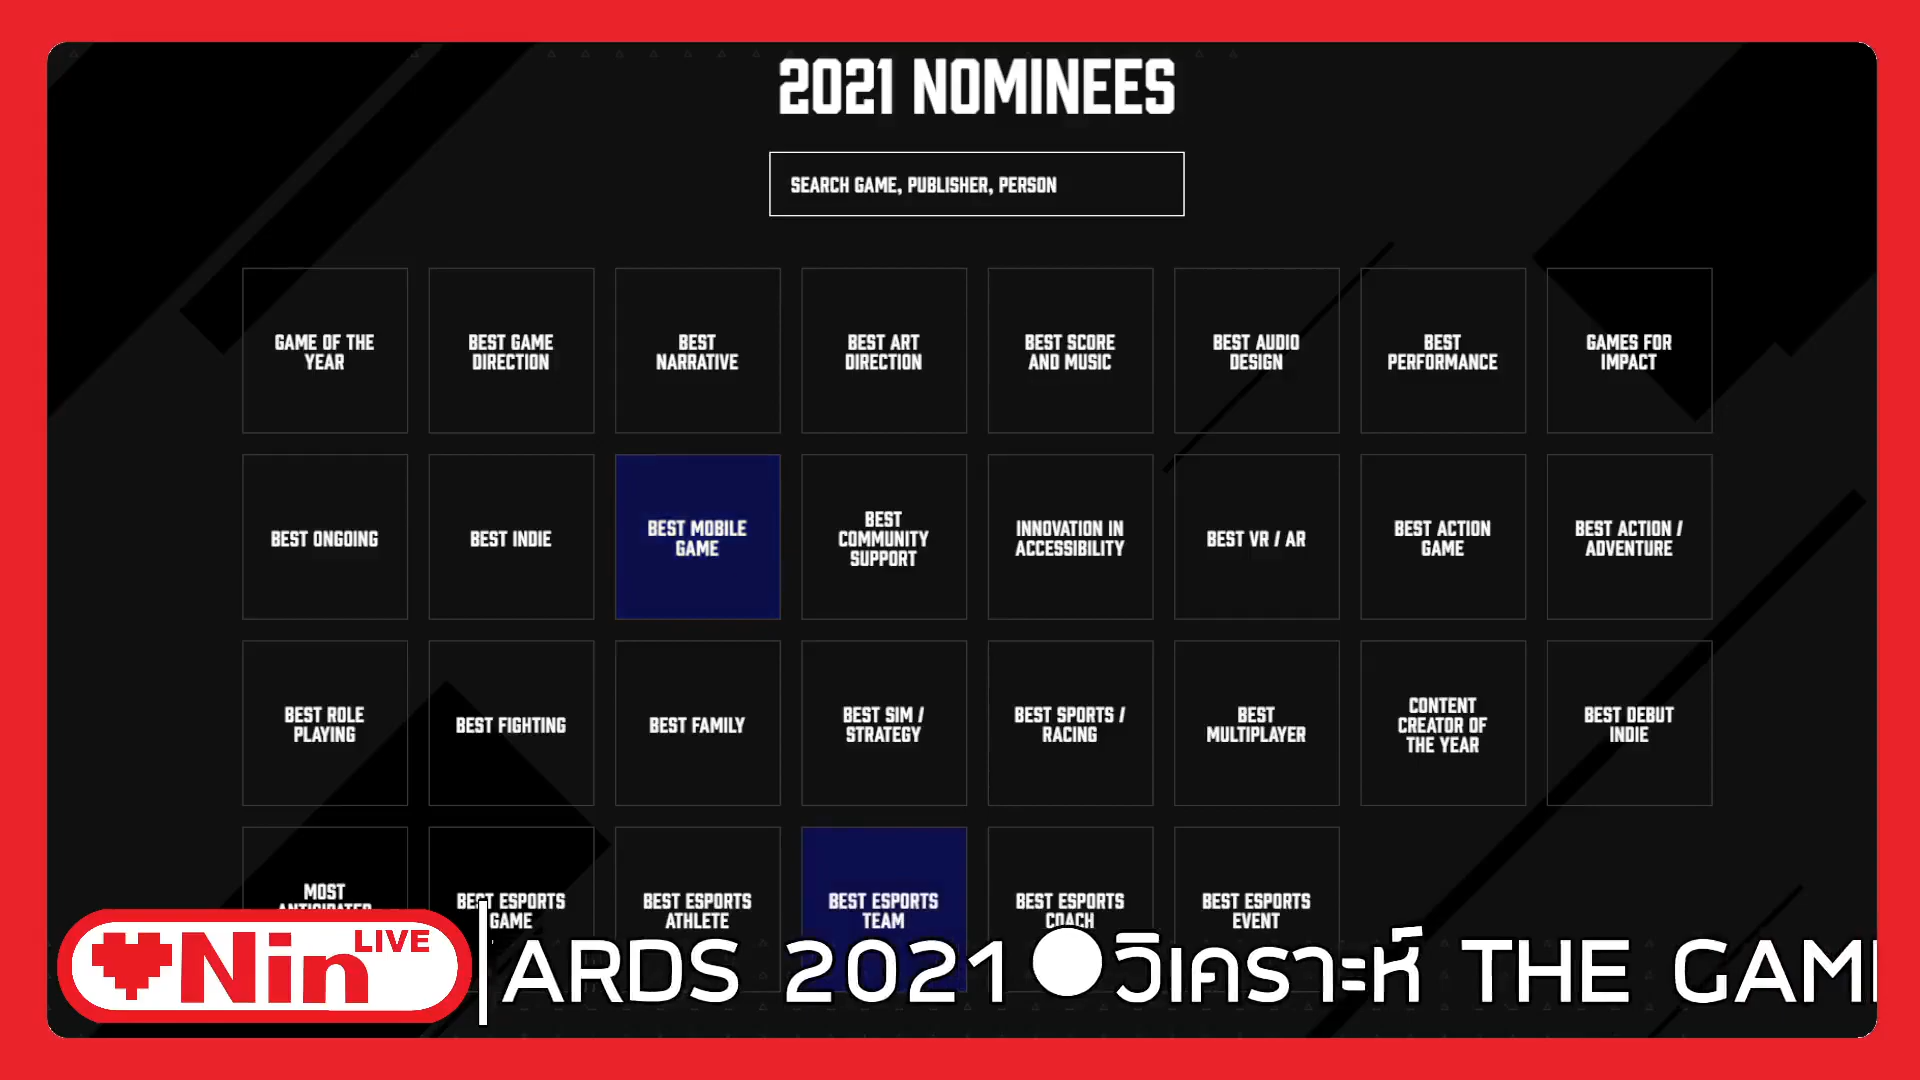 2021 NOMINEES
SEARCH GAME, PUBLISHER, PERSON
GAME OF THE
YEAR
BEST GAME
DIRECTION
BEST
NARRATIVE
BEST ART
DIRECTION
BEST SCORE
AND MUSIC
BEST AUDIO
DESIGN
BEST
PERFORMANCE
GAMES FOR
IMPACT
BEST ONGOING
BEST INDIE
BEST MOBILE
GAME
BEST
COMMUNITY
SUPPORT
INNOVATION IN
ACCESSIBILITY
BEST VR / AR
BEST ACTION
GAME
BEST ACTION /
ADVENTURE
BEST ROLE
PLAYING
BEST FIGHTING
BEST FAMILY
BEST SIM /
STRATEGY
BEST SPORTS /
RACING
BEST
MULTIPLAYER
CONTENT
CREATOR OF
THE YEAR
BEST DEBUT
INDIE
MOST
ANTICIPATED
BEST ESPORTS
GAME
BEST ESPORTS
ATHLETE
BEST ESPORTS
TEAM
BEST ESPORTS
COACH
BEST ESPORTS
EVENT
Nin LIVE
ARDS 2021 ●วิเคราะห์ THE GAM